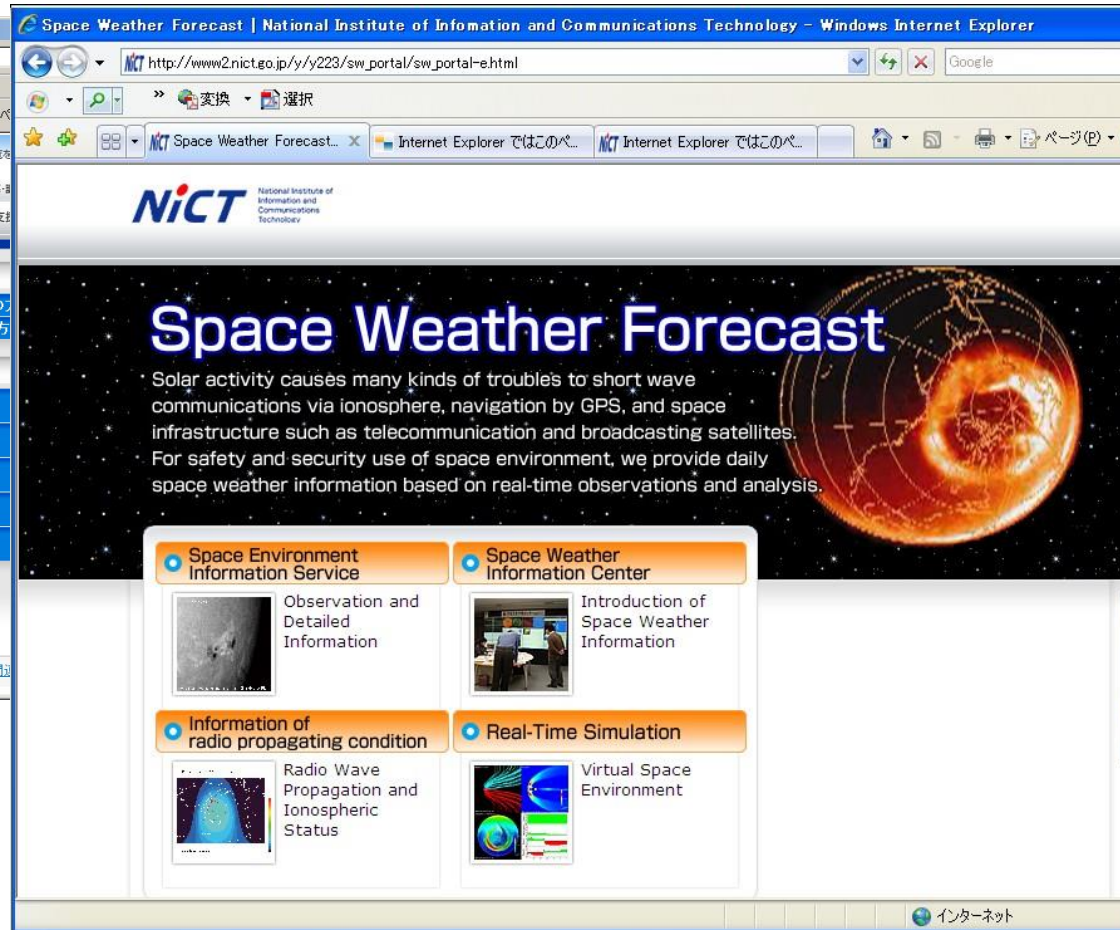 Space Weather Forecast | National Institute of Infomation and Communications Technology - Windows Internet Explorer
http://www2.nict.go.jp/y/y223/sw_portal/sw_portal-e.html
Google
» 変換 選択
Space Weather Forecast... Internet Explorer ではこのペ... Internet Explorer ではこのペ... ページ(P)
NiCT
National Institute of
Information and
Communications
Technology
Space Weather Forecast
Solar activity causes many kinds of troubles to short wave
communications via ionosphere, navigation by GPS, and space
infrastructure such as telecommunication and broadcasting satellites.
For safety and security use of space environment, we provide daily
space weather information based on real-time observations and analysis.
Space Environment
Information Service
Observation and
Detailed
Information
Space Weather
Information Center
Introduction of
Space Weather
Information
Information of
radio propagating condition
Radio Wave
Propagation and
Ionospheric
Status
Real-Time Simulation
Virtual Space
Environment
インターネット